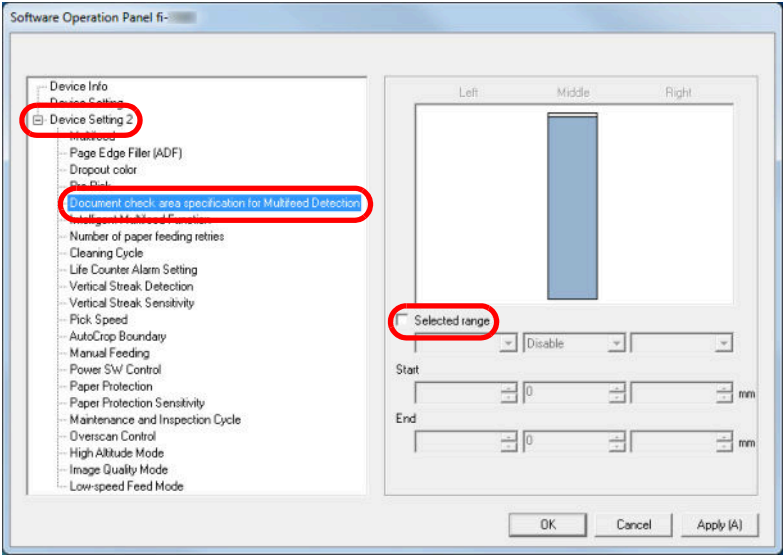 Software Operation Panel fi-
Device Info
Device Setting
Device Setting 2
Multifeed
Page Edge Filler (ADF)
Dropout color
Pre-Pick
Document check area specification for Multifeed Detection
Intelligent Multifeed Function
Number of paper feeding retries
Cleaning Cycle
Life Counter Alarm Setting
Vertical Streak Detection
Vertical Streak Sensitivity
Pick Speed
AutoCrop Boundary
Manual Feeding
Power SW Control
Paper Protection
Paper Protection Sensitivity
Maintenance and Inspection Cycle
Overscan Control
High Altitude Mode
Image Quality Mode
Low-speed Feed Mode
Left Middle Right
Selected range
Disable
Start
0 mm
End
0 mm
OK Cancel Apply (A)